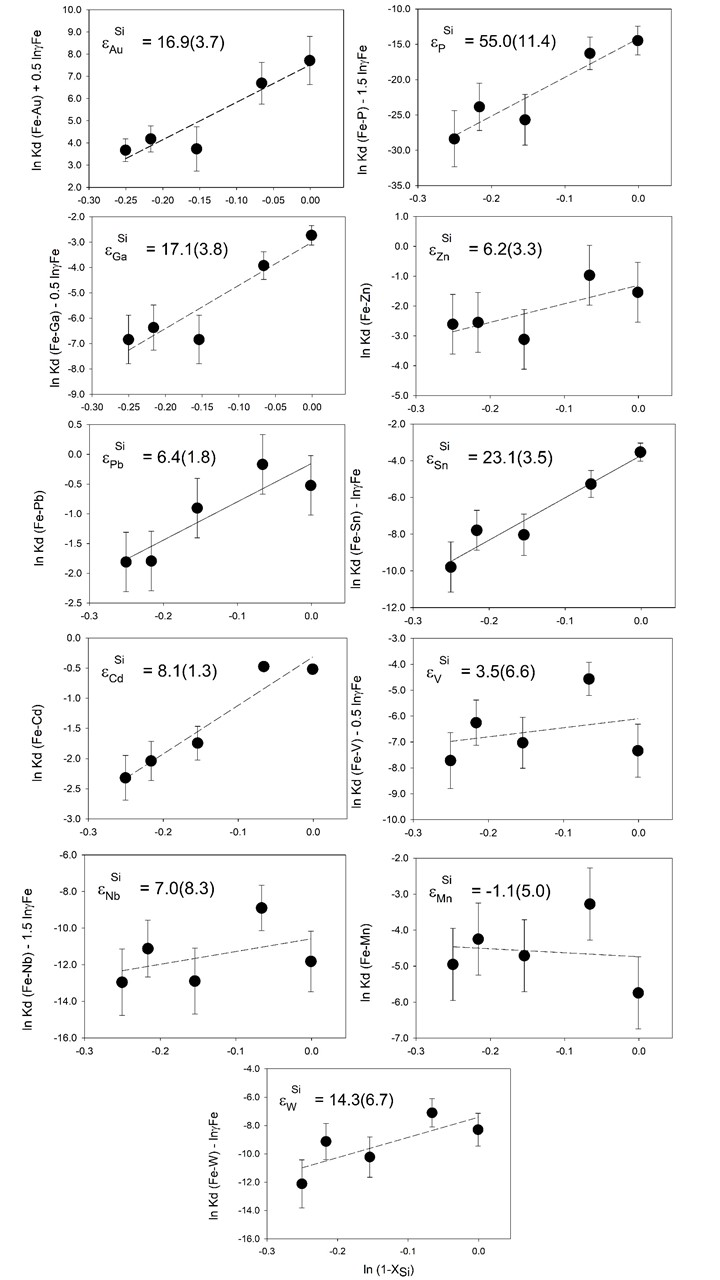 ε Au Si = 16.9(3.7)
ln Kd (Fe-Au) + 0.5 lnγFe
10.0
9.0
8.0
7.0
6.0
5.0
4.0
3.0
2.0
-0.30 -0.25 -0.20 -0.15 -0.10 -0.05 0.00
ε P Si = 55.0(11.4)
ln Kd (Fe-P) - 1.5 lnγFe
-10.0
-15.0
-20.0
-25.0
-30.0
-35.0
-0.3 -0.2 -0.1 0.0
ε Ga Si = 17.1(3.8)
ln Kd (Fe-Ga) - 0.5 lnγFe
-2.0
-3.0
-4.0
-5.0
-6.0
-7.0
-8.0
-9.0
-0.30 -0.25 -0.20 -0.15 -0.10 -0.05 0.00
ε Zn Si = 6.2(3.3)
ln Kd (Fe-Zn)
1.0
0.0
-1.0
-2.0
-3.0
-4.0
-5.0
-0.3 -0.2 -0.1 0.0
ε Pb Si = 6.4(1.8)
ln Kd (Fe-Pb)
0.5
0.0
-0.5
-1.0
-1.5
-2.0
-2.5
-0.3 -0.2 -0.1 0.0
ε Sn Si = 23.1(3.5)
ln Kd (Fe-Sn) - lnγFe
-2.0
-4.0
-6.0
-8.0
-10.0
-12.0
-0.3 -0.2 -0.1 0.0
ε Cd Si = 8.1(1.3)
ln Kd (Fe-Cd)
0.0
-0.5
-1.0
-1.5
-2.0
-2.5
-3.0
-0.3 -0.2 -0.1 0.0
ε V Si = 3.5(6.6)
ln Kd (Fe-V) - 0.5 lnγFe
-3.0
-4.0
-5.0
-6.0
-7.0
-8.0
-9.0
-10.0
-0.3 -0.2 -0.1 0.0
ε Nb Si = 7.0(8.3)
ln Kd (Fe-Nb) - 1.5 lnγFe
-6.0
-8.0
-10.0
-12.0
-14.0
-16.0
-0.3 -0.2 -0.1 0.0
ε Mn Si = -1.1(5.0)
ln Kd (Fe-Mn)
-2.0
-3.0
-4.0
-5.0
-6.0
-7.0
-0.3 -0.2 -0.1 0.0
ε W Si = 14.3(6.7)
ln Kd (Fe-W) - lnγFe
-4.0
-6.0
-8.0
-10.0
-12.0
-14.0
-16.0
-0.3 -0.2 -0.1 0.0
ln (1-XSi)